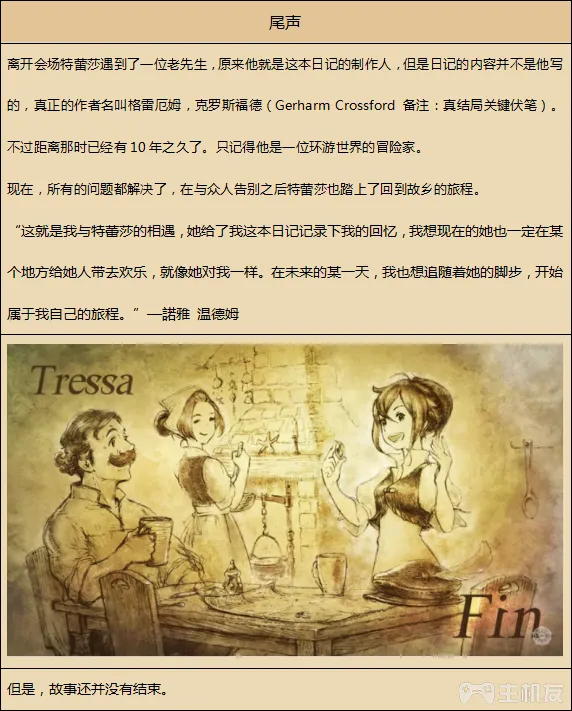 尾声
离开会场特蕾莎遇到了一位老先生，原来他就是这本日记的制作人，但是日记的内容并不是他写
的，真正的作者名叫格雷厄姆，克罗斯福德（Gerharm Crossford 备注：真结局关键伏笔）。
不过距离那时已经有 10 年之久了。只记得他是一位环游世界的冒险家。
现在，所有的问题都解决了，在与众人告别之后特蕾莎也踏上了回到故乡的旅程。
“这就是我与特蕾莎的相遇，她给了我这本日记记录下我的回忆，我想现在的她也一定在某
个地方给她人带去欢乐，就像她对我一样。在未来的某一天，我也想追随着她的脚步，开始
属于我自己的旅程。”—諾雅 温德姆
Tressa
Fin
但是，故事还并没有结束。
主机友